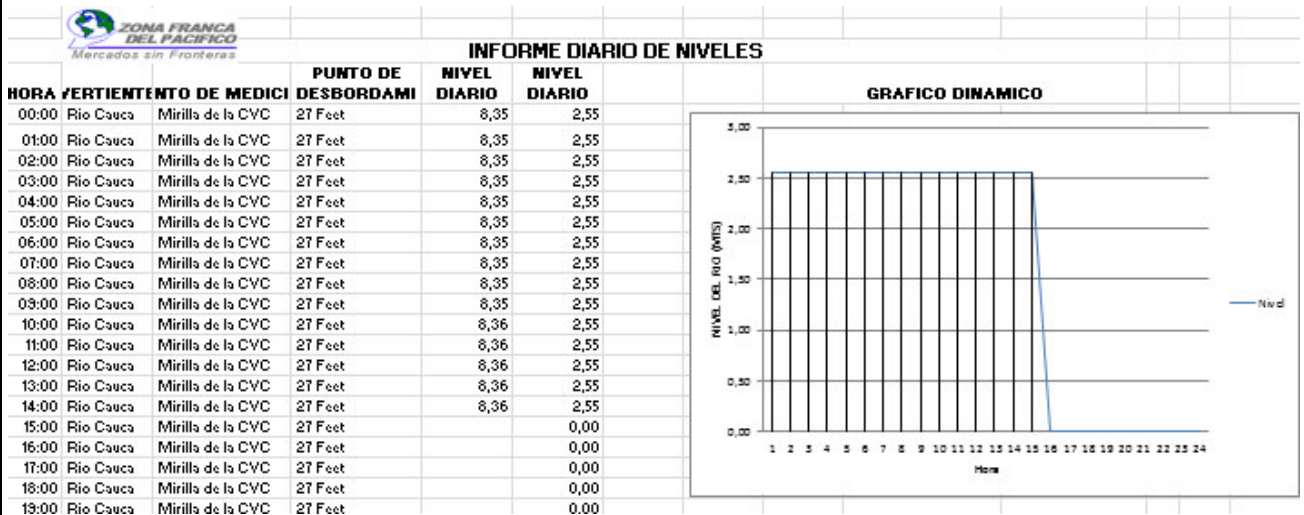 ZONA FRANCA
DEL PACIFICO
Mercados sin Fronteras
INFORME DIARIO DE NIVELES
PUNTO DE NIVEL NIVEL
HORA VERTIENTE NTO DE MEDICI DESBORDAMI DIARIO DIARIO GRAFICO DINAMICO
00:00 Rio Cauca Mirilla de la CVC 27 Feet 8,35 2,55
01:00 Rio Cauca Mirilla de la CVC 27 Feet 8,35 2,55
02:00 Rio Cauca Mirilla de la CVC 27 Feet 8,35 2,55
03:00 Rio Cauca Mirilla de la CVC 27 Feet 8,35 2,55
04:00 Rio Cauca Mirilla de la CVC 27 Feet 8,35 2,55
05:00 Rio Cauca Mirilla de la CVC 27 Feet 8,35 2,55
06:00 Rio Cauca Mirilla de la CVC 27 Feet 8,35 2,55
07:00 Rio Cauca Mirilla de la CVC 27 Feet 8,35 2,55
08:00 Rio Cauca Mirilla de la CVC 27 Feet 8,35 2,55
09:00 Rio Cauca Mirilla de la CVC 27 Feet 8,35 2,55
10:00 Rio Cauca Mirilla de la CVC 27 Feet 8,36 2,55
11:00 Rio Cauca Mirilla de la CVC 27 Feet 8,36 2,55
12:00 Rio Cauca Mirilla de la CVC 27 Feet 8,36 2,55
13:00 Rio Cauca Mirilla de la CVC 27 Feet 8,36 2,55
14:00 Rio Cauca Mirilla de la CVC 27 Feet 8,36 2,55
15:00 Rio Cauca Mirilla de la CVC 27 Feet 0,00
16:00 Rio Cauca Mirilla de la CVC 27 Feet 0,00
17:00 Rio Cauca Mirilla de la CVC 27 Feet 0,00
18:00 Rio Cauca Mirilla de la CVC 27 Feet 0,00
19:00 Rio Cauca Mirilla de la CVC 27 Feet 0,00
3,00
2,50
2,00
1,50
1,00
0,50
0,00
NIVEL DEL RIO (MTS)
1 2 3 4 5 6 7 8 9 10 11 12 13 14 15 16 17 18 19 20 21 22 23 24
Hora
Nivel